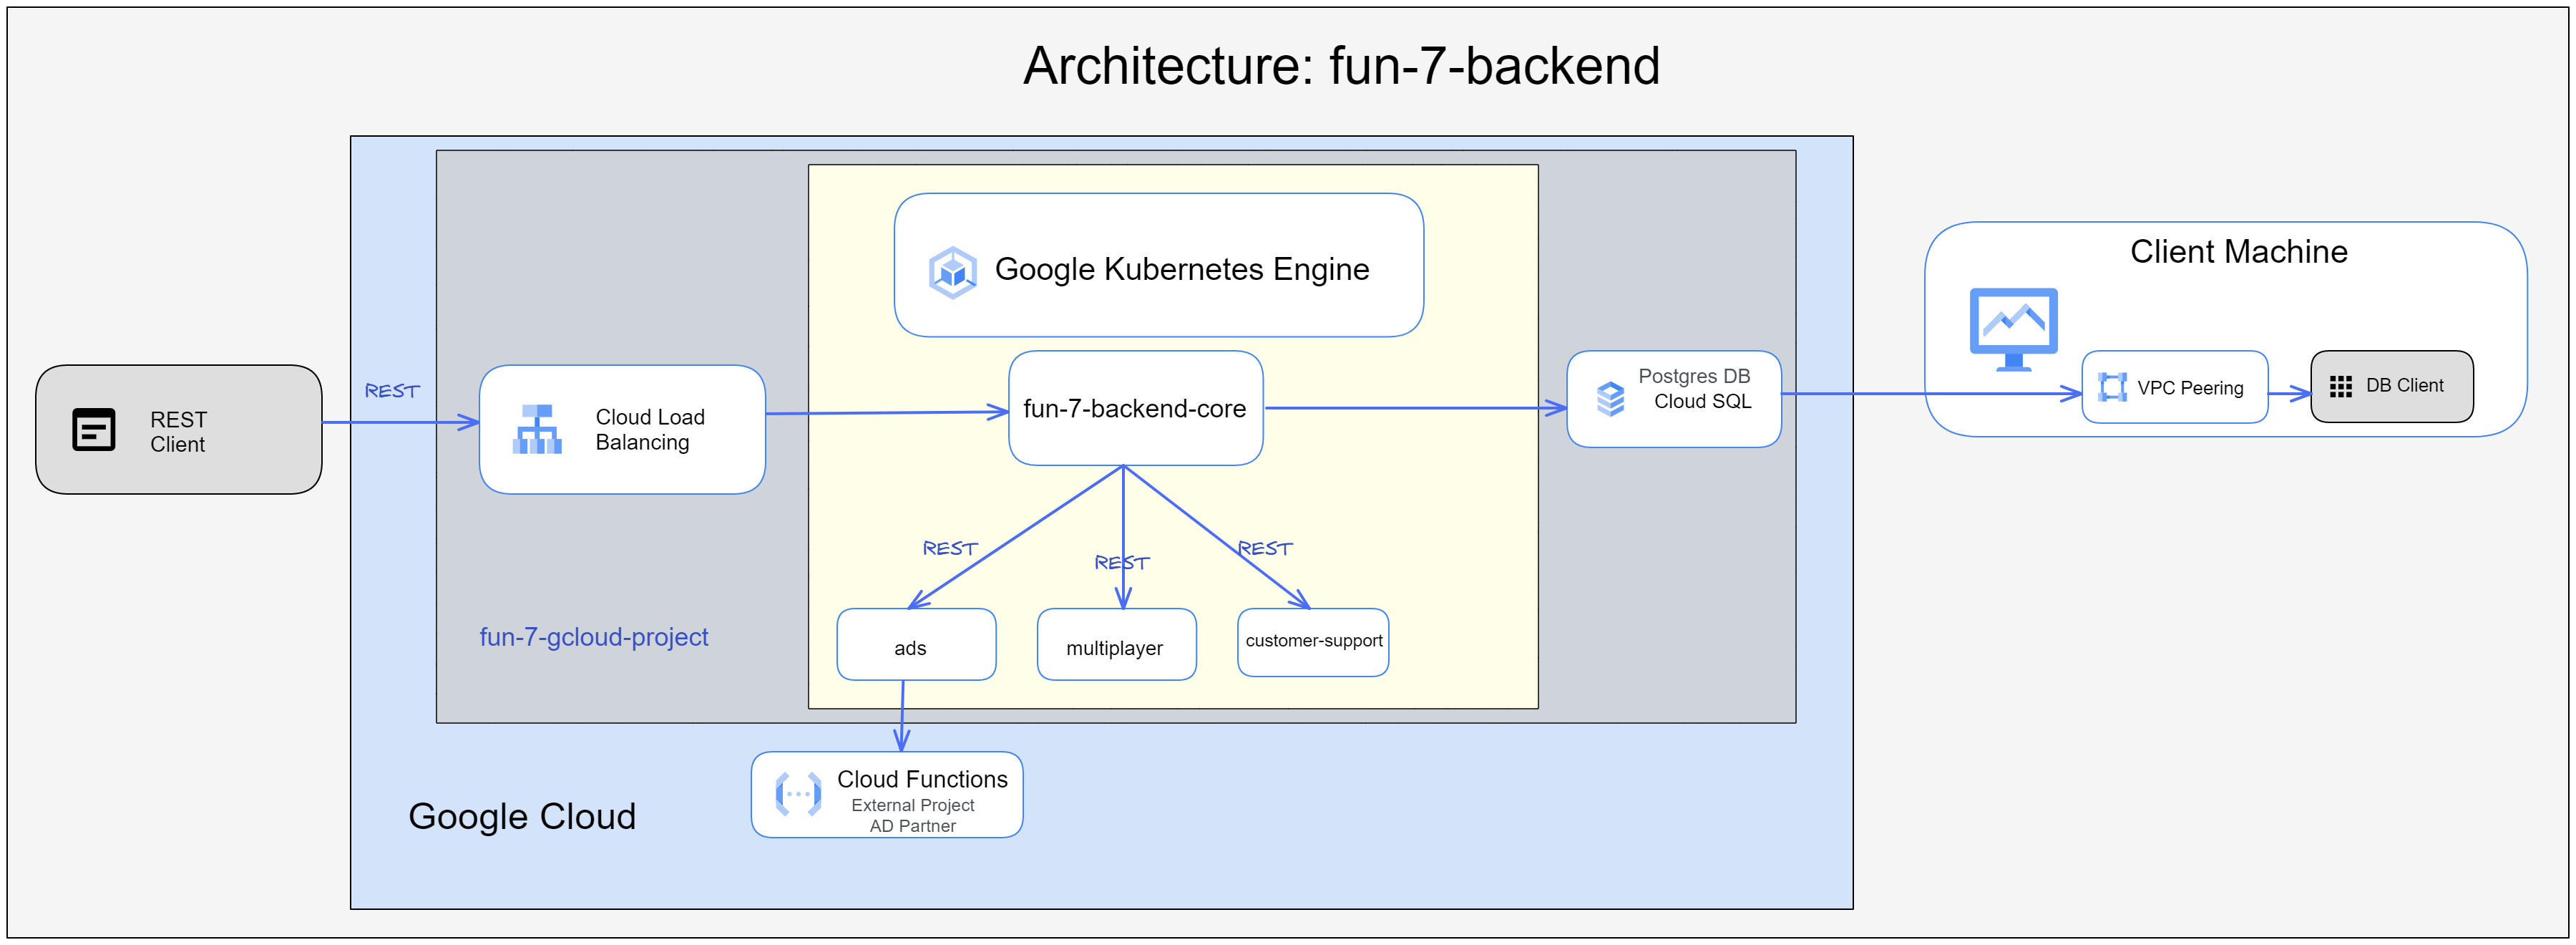 Architecture: fun-7-backend
Google Kubernetes Engine
Client Machine
REST
Client
REST
Cloud Load
Balancing
fun-7-backend-core
Postgres DB
Cloud SQL
VPC Peering
DB Client
REST
REST
REST
fun-7-gcloud-project
ads
multiplayer
customer-support
Google Cloud
Cloud Functions
External Project
AD Partner